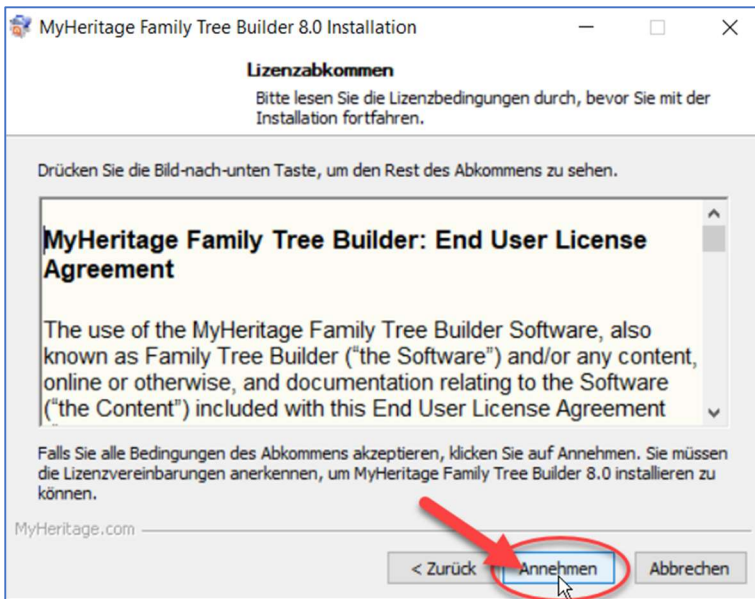 MyHeritage Family Tree Builder 8.0 Installation
Lizenzabkommen
Bitte lesen Sie die Lizenzbedingungen durch, bevor Sie mit der
Installation fortfahren.
Drücken Sie die Bild-nach-unten Taste, um den Rest des Abkommens zu sehen.
MyHeritage Family Tree Builder: End User License
Agreement
The use of the MyHeritage Family Tree Builder Software, also
known as Family Tree Builder (“the Software”) and/or any content,
online or otherwise, and documentation relating to the Software
(“the Content”) included with this End User License Agreement
Falls Sie alle Bedingungen des Abkommens akzeptieren, klicken Sie auf Annehmen. Sie müssen
die Lizenzvereinbarungen anerkennen, um MyHeritage Family Tree Builder 8.0 installieren zu
können.
MyHeritage.com
< Zurück Annehmen Abbrechen